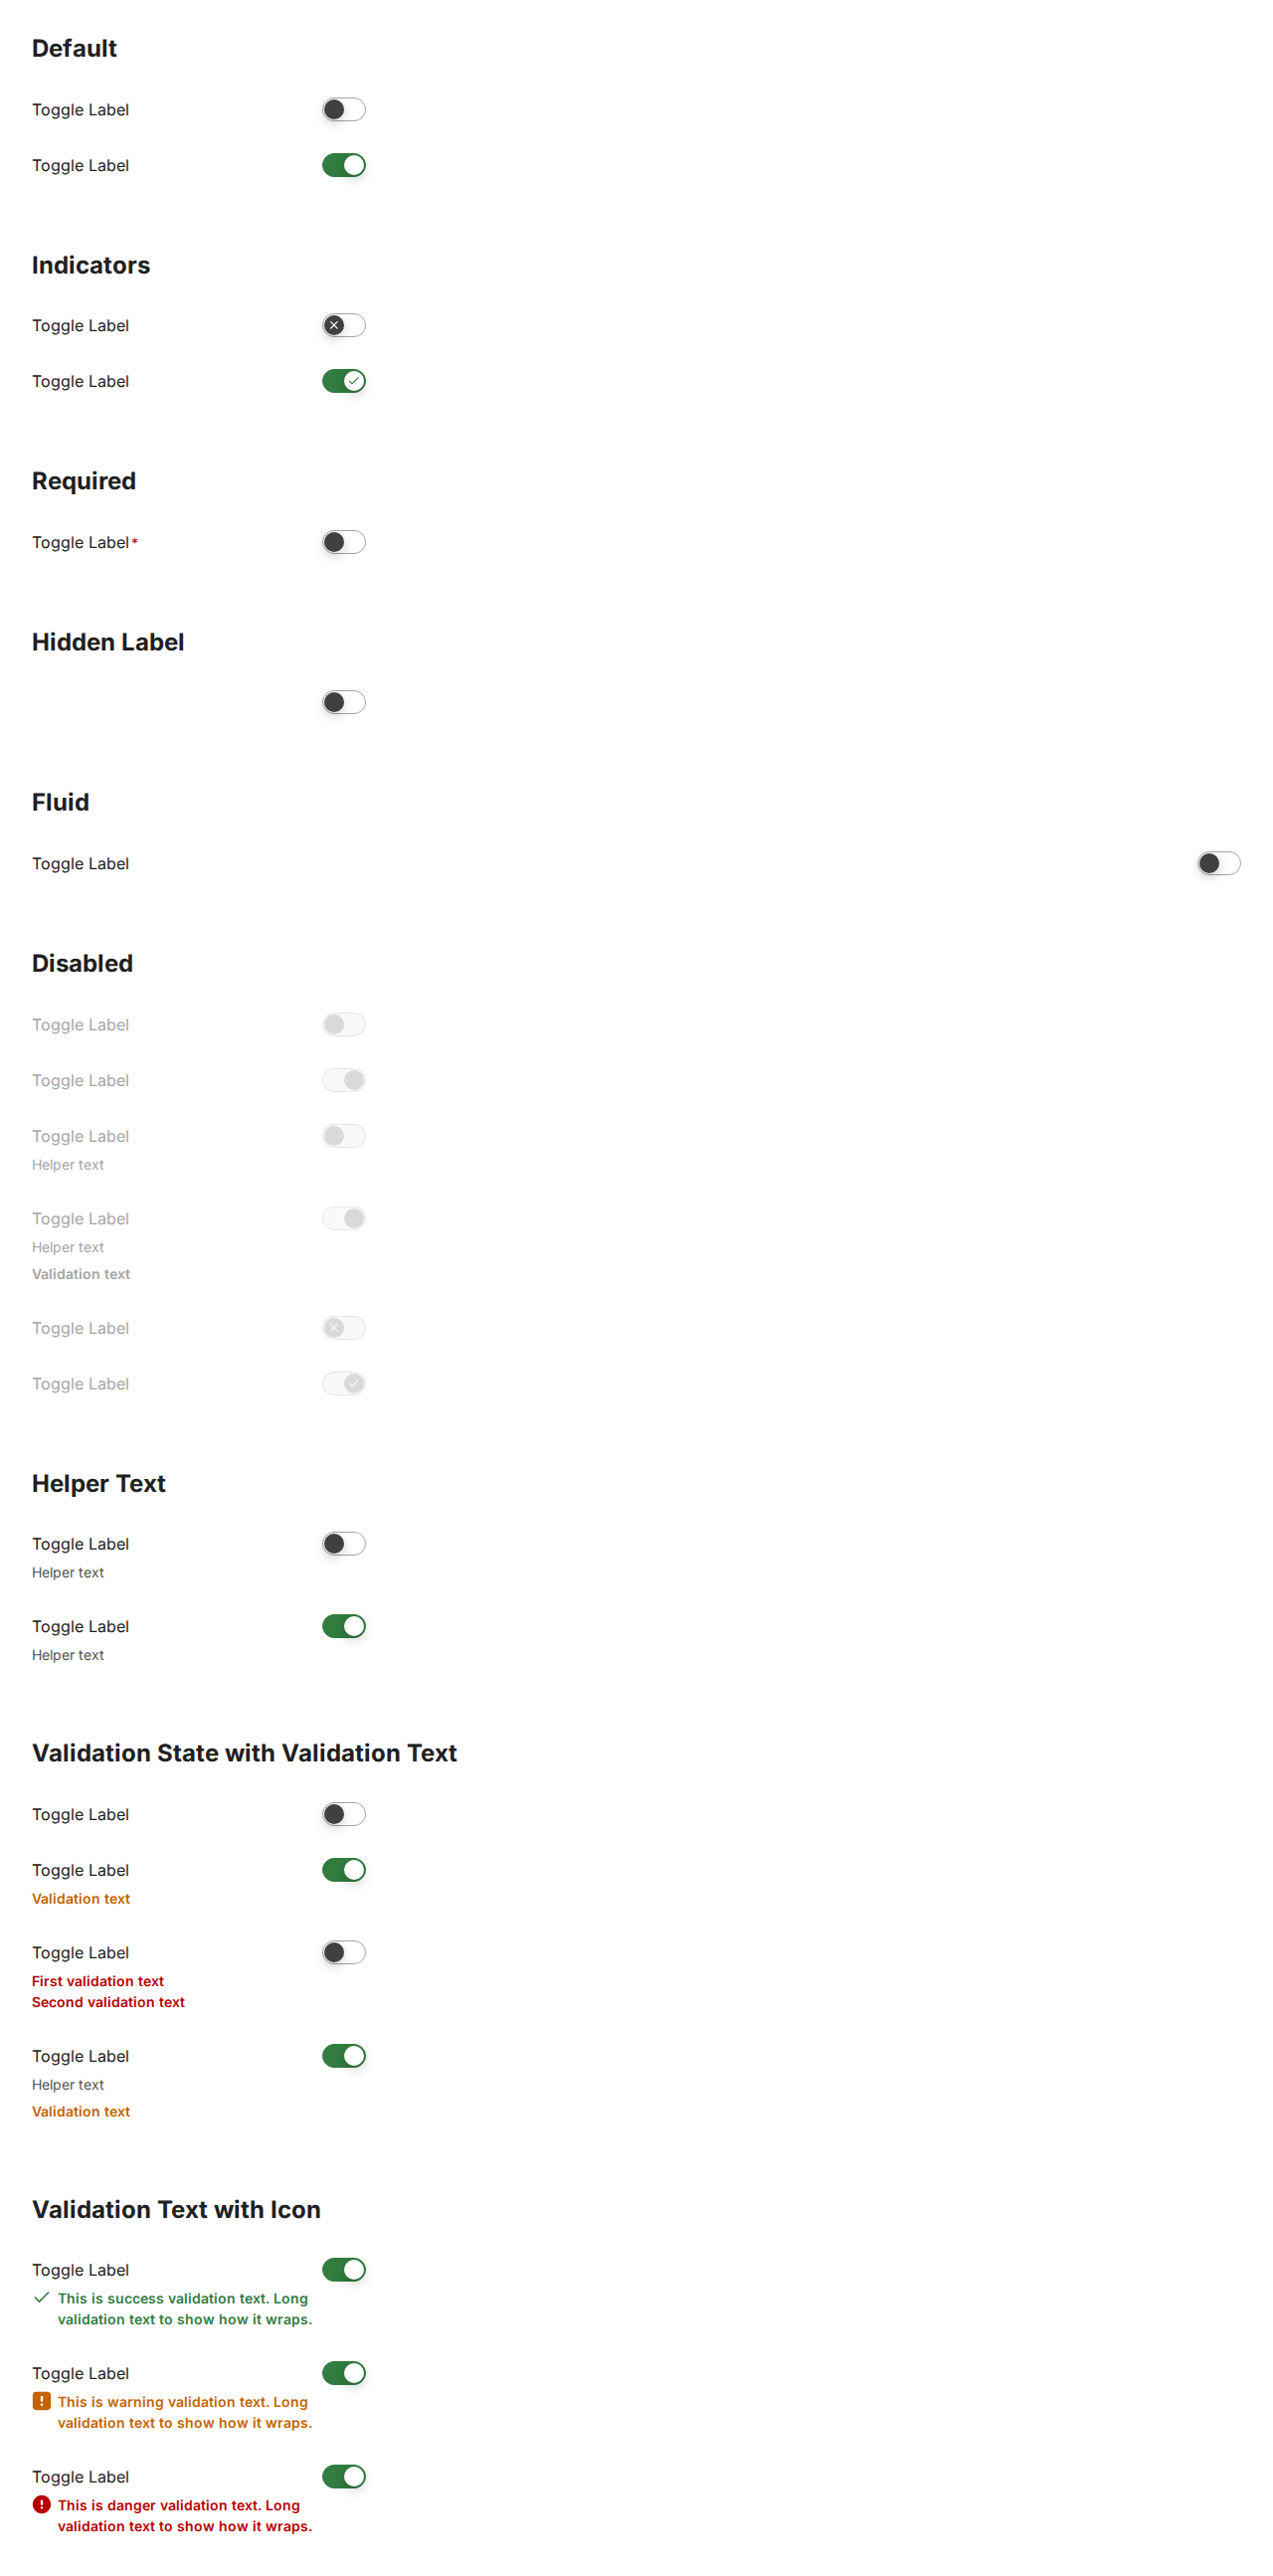 Default
Toggle Label
Toggle Label
Indicators
Toggle Label
Toggle Label
Required
Toggle Label*
Hidden Label
Fluid
Toggle Label
Disabled
Toggle Label
Toggle Label
Toggle Label
Helper text
Toggle Label
Helper text
Validation text
Toggle Label
Toggle Label
Helper Text
Toggle Label
Helper text
Toggle Label
Helper text
Validation State with Validation Text
Toggle Label
Toggle Label
Validation text
Toggle Label
First validation text
Second validation text
Toggle Label
Helper text
Validation text
Validation Text with Icon
Toggle Label
This is success validation text. Long
validation text to show how it wraps.
Toggle Label
This is warning validation text. Long
validation text to show how it wraps.
Toggle Label
This is danger validation text. Long
validation text to show how it wraps.